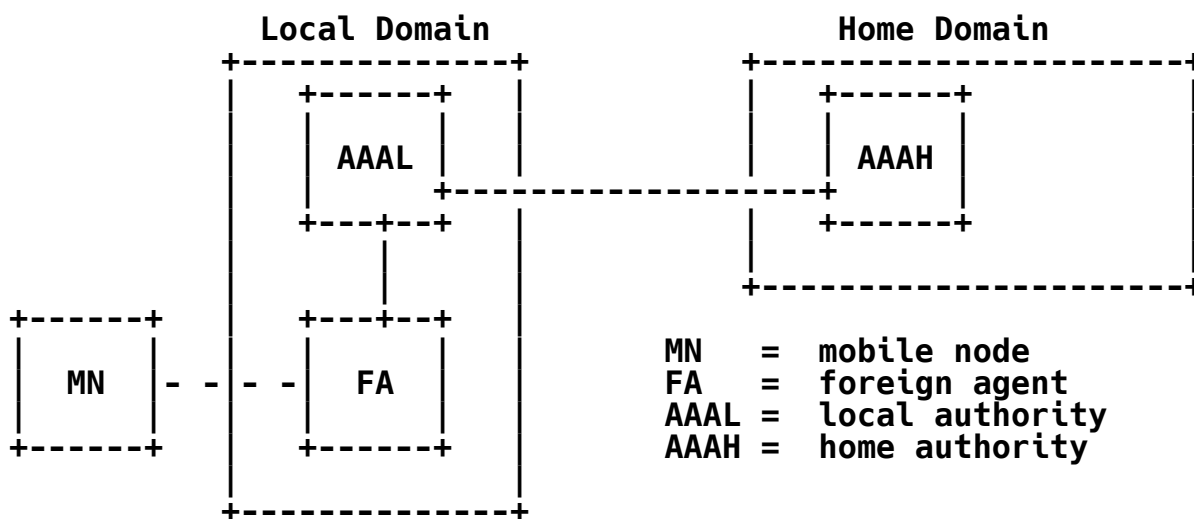 Local Domain Home Domain
AAAL AAAH
MN FA
MN = mobile node
FA = foreign agent
AAAL = local authority
AAAH = home authority